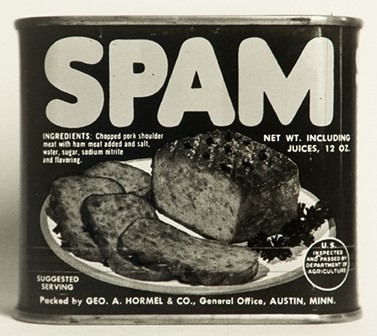 SPAM
INGREDIENTS: Chopped pork shoulder
meat with ham meal added and salt,
water, sugar, sodium nitrite
and flavoring.
NET WT. INCLUDING
JUICES, 12 OZ.
U.S.
INSPECTED
AND PASSED BY
DEPARTMENT OF
AGRICULTURE
SUGGESTED
SERVING
Packed by GEO. A. HORMEL & CO., General Office, AUSTIN, MINN.